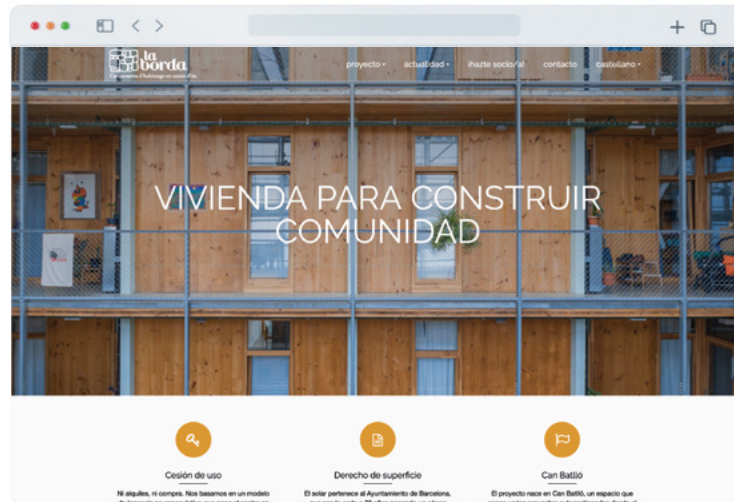 la
borda
proyecto
actualidad
¡hazte socio/a!
contacto
castellano
VIVIENDA PARA CONSTRUIR
COMUNIDAD
Cesión de uso
Derecho de superficie
Can Batlló
Ni alquiler, ni compra. Nos basamos en un modelo
El solar pertenece al Ayuntamiento de Barcelona,
El proyecto nace en Can Batlló, un espacio que